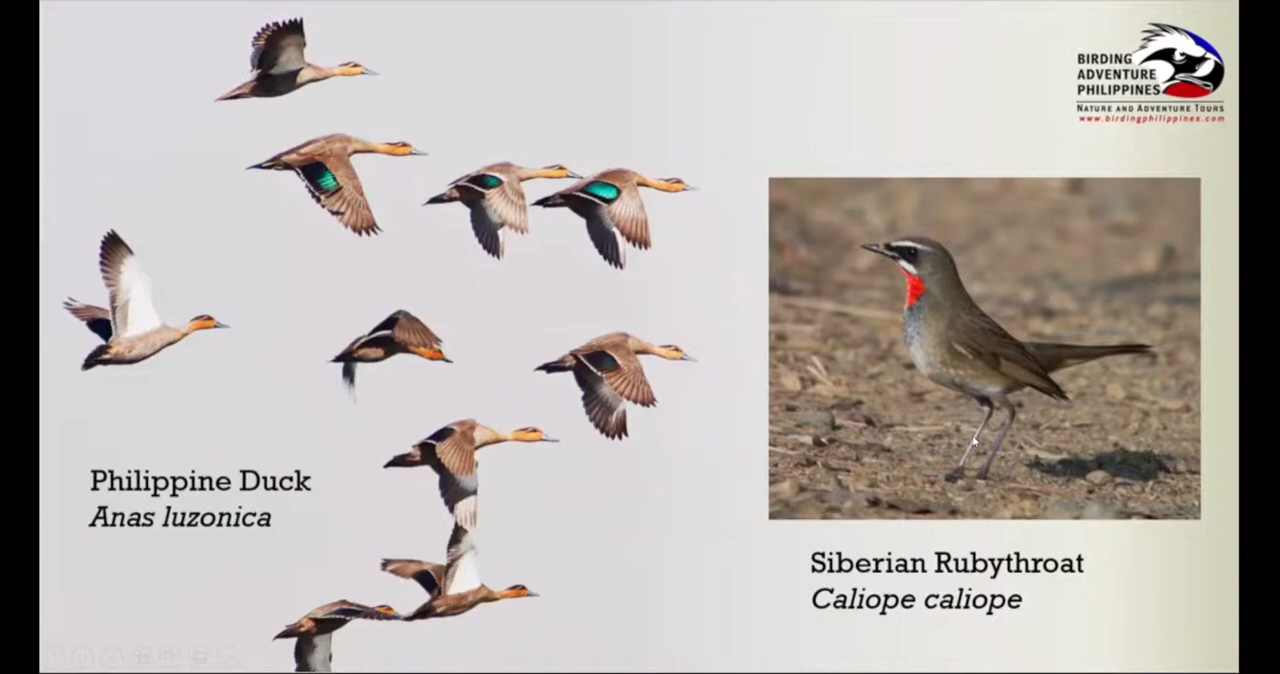 BIRDING
ADVENTURE
PHILIPPINES
NATURE AND ADVENTURE TOURS
www.birdingphilippines.com
Philippine Duck
Anas luzonica
Siberian Rubythroat
Caliope caliope